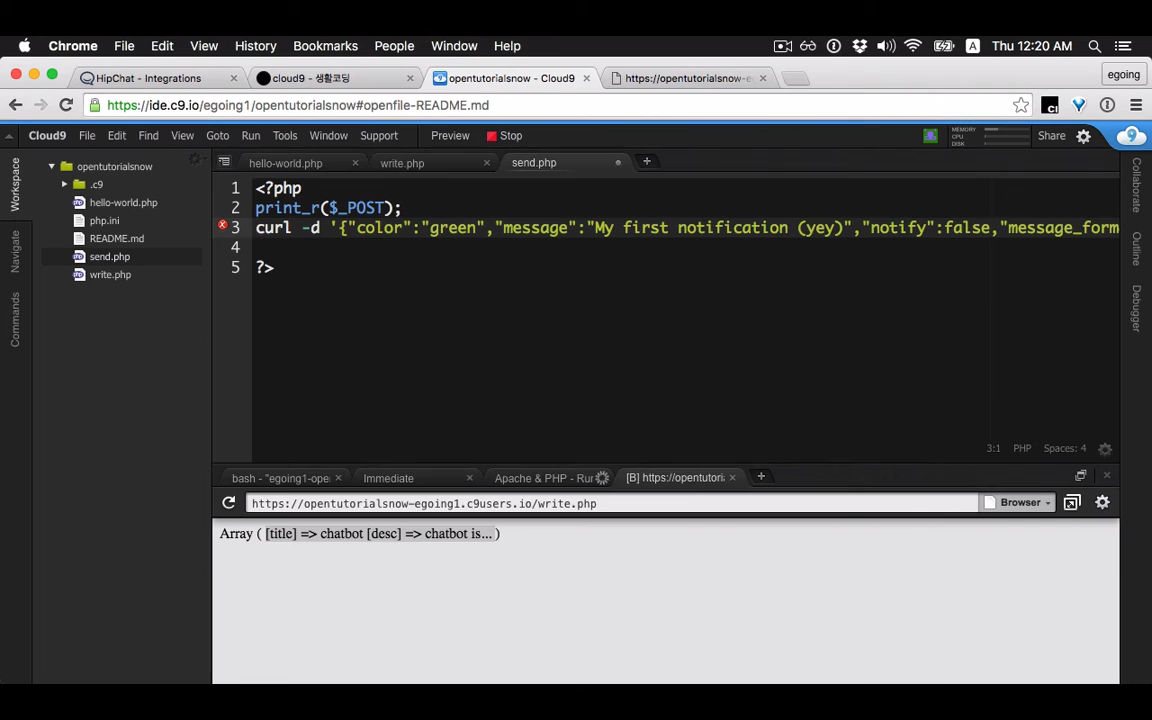 Chrome File Edit View History Bookmarks People Window Help A Thu 12:20 AM
HipChat - Integrations cloud9 - 생활코딩 opentutorialsnow - Cloud9 https://opentutorialsnow-e egoing
https://ide.c9.io/egoing1/opentutorialsnow#openfile-README.md
Cloud9 File Edit Find View Goto Run Tools Window Support Preview Stop MEMORY CPU DISK Share
Workspace
Navigate
Commands
opentutorialsnow
.c9
hello-world.php
php.ini
README.md
send.php
write.php
hello-world.php write.php send.php
1 <?php
2 print_r($_POST);
3 curl -d '{"color":"green","message":"My first notification (yey)","notify":false,"message_form
4
5 ?>
3:1 PHP Spaces: 4
Collaborate
Outline
Debugger
bash - "egoing1-ope Immediate Apache & PHP - Rur [B] https://opentutori
https://opentutorialsnow-egoing1.c9users.io/write.php Browser
Array ( [title] => chatbot [desc] => chatbot is... )